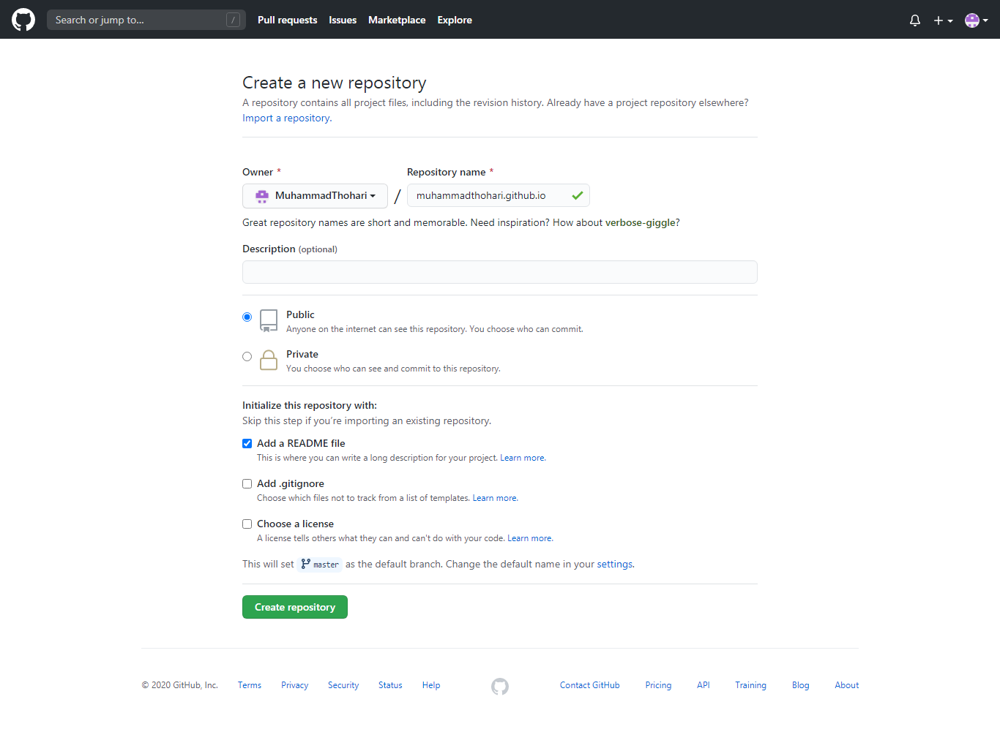 Search or jump to... / Pull requests Issues Marketplace Explore
Create a new repository
A repository contains all project files, including the revision history. Already have a project repository elsewhere?
Import a repository.
Owner * Repository name *
MuhammadThohari / muhammadthohari.github.io
Great repository names are short and memorable. Need inspiration? How about verbose-giggle?
Description (optional)
Public
Anyone on the internet can see this repository. You choose who can commit.
Private
You choose who can see and commit to this repository.
Initialize this repository with:
Skip this step if you’re importing an existing repository.
Add a README file
This is where you can write a long description for your project. Learn more.
Add .gitignore
Choose which files not to track from a list of templates. Learn more.
Choose a license
A license tells others what they can and can't do with your code. Learn more.
This will set master as the default branch. Change the default name in your settings.
Create repository
© 2020 GitHub, Inc. Terms Privacy Security Status Help Contact GitHub Pricing API Training Blog About